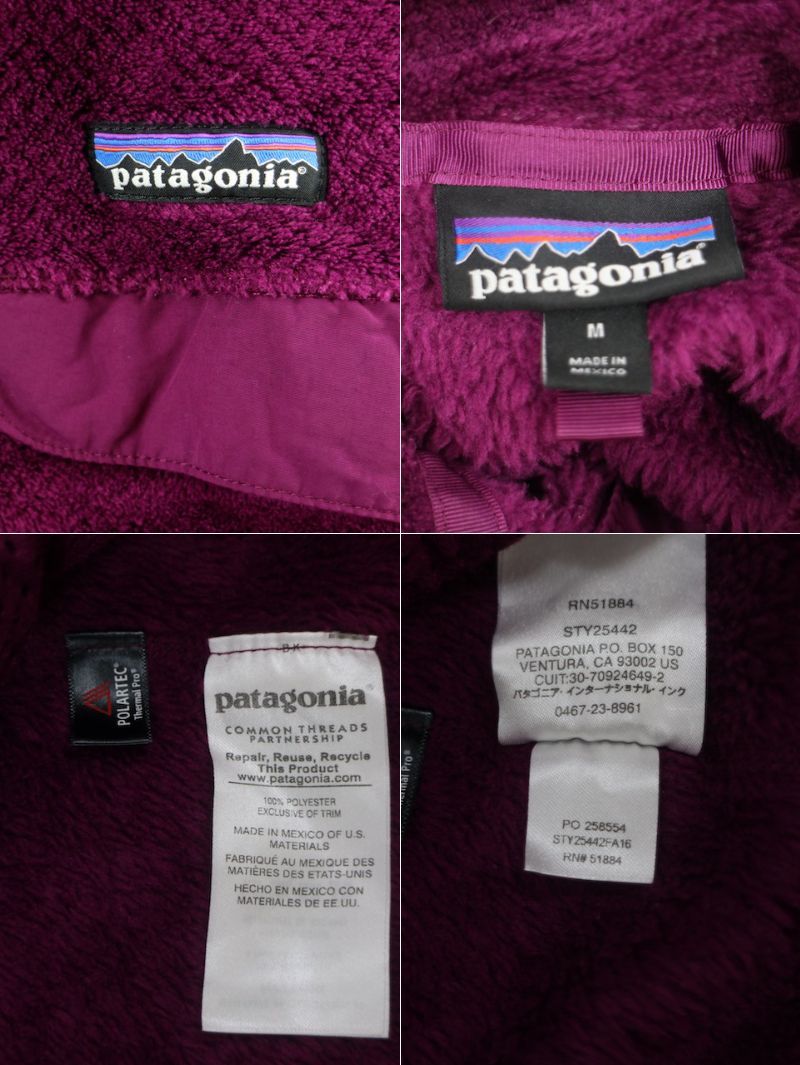 patagonia®
patagonia®
M
MADE IN
MEXICO
POLARTEC®
Thermal Pro®
BK
patagonia®
COMMON THREADS
PARTNERSHIP
Repair, Reuse, Recycle
This Product
www.patagonia.com
100% POLYESTER
EXCLUSIVE OF TRIM
MADE IN MEXICO OF U.S.
MATERIALS
FABRIQUÉ AU MEXIQUE DES
MATIÈRES DES ETATS-UNIS
HECHO EN MEXICO CON
MATERIALES DE EE.UU.
RN51884
STY25442
PATAGONIA P.O. BOX 150
VENTURA, CA 93002 US
CUIT:30-70924649-2
パタゴニア・インターナショナル・インク
0467-23-8961
rmal Pro®
PO 258554
STY25442FA16
RN# 51884